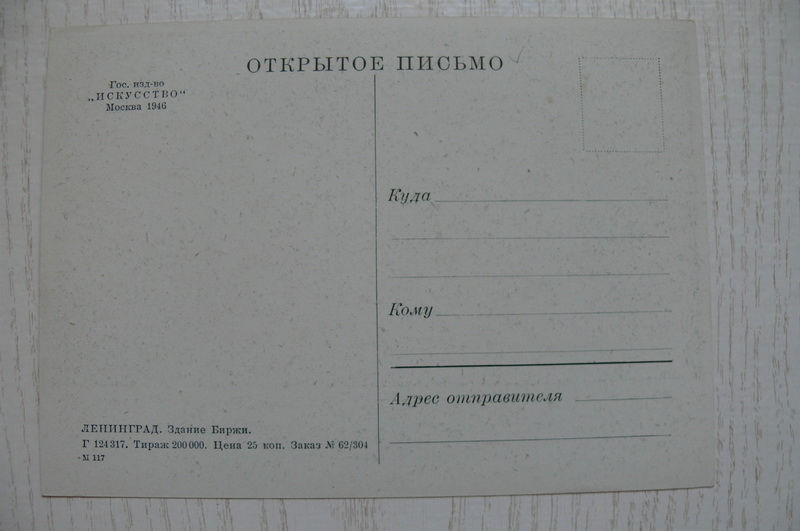 ОТКРЫТОЕ ПИСЬМО
Гос. изд-во
„ИСКУССТВО“
Москва 1946
Куда
Кому
Адрес отправителя
ЛЕНИНГРАД. Здание Биржи.
Г 124317. Тираж 200000. Цена 25 коп. Заказ № 62/304
М 117